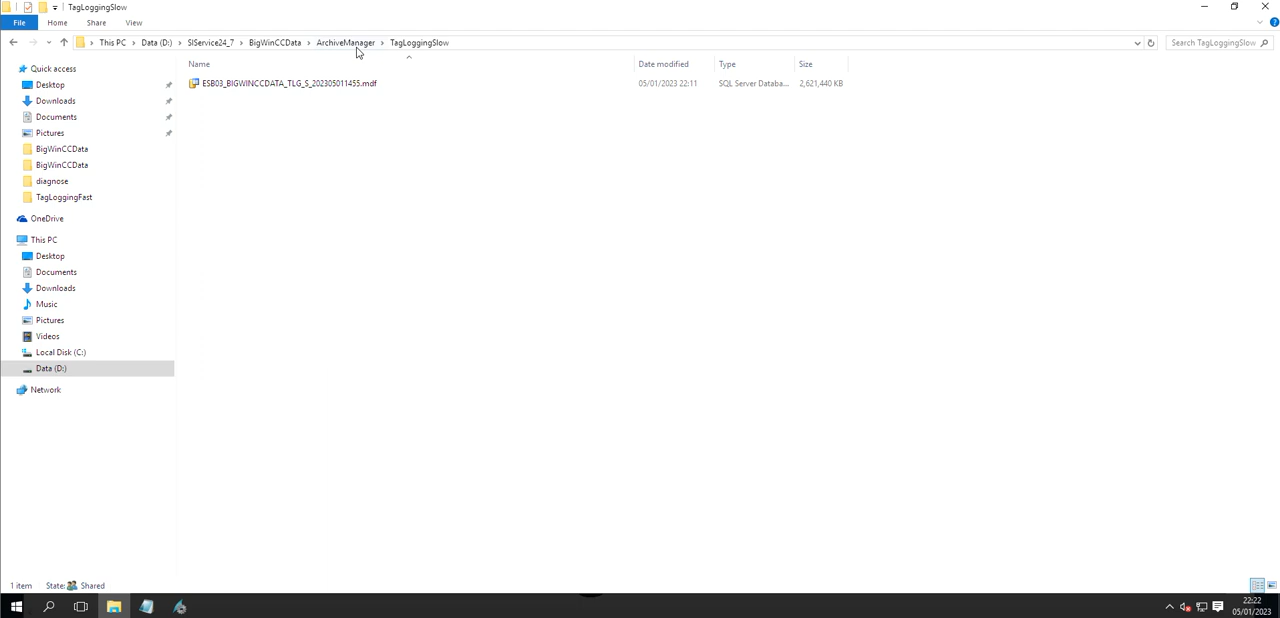 TagLoggingSlow
File Home Share View
This PC Data (D:) SIService24_7 BigWinCCData ArchiveManager TagLoggingSlow Search TagLoggingSlow
Name Date modified Type Size
ESB03_BIGWINCCDATA_TLG_S_202305011455.mdf 05/01/2023 22:11 SQL Server Databa... 2,621,440 KB
Quick access
Desktop
Downloads
Documents
Pictures
BigWinCCData
BigWinCCData
diagnose
TagLoggingFast
OneDrive
This PC
Desktop
Documents
Downloads
Music
Pictures
Videos
Local Disk (C:)
Data (D:)
Network
1 item State: Shared
22:22
05/01/2023